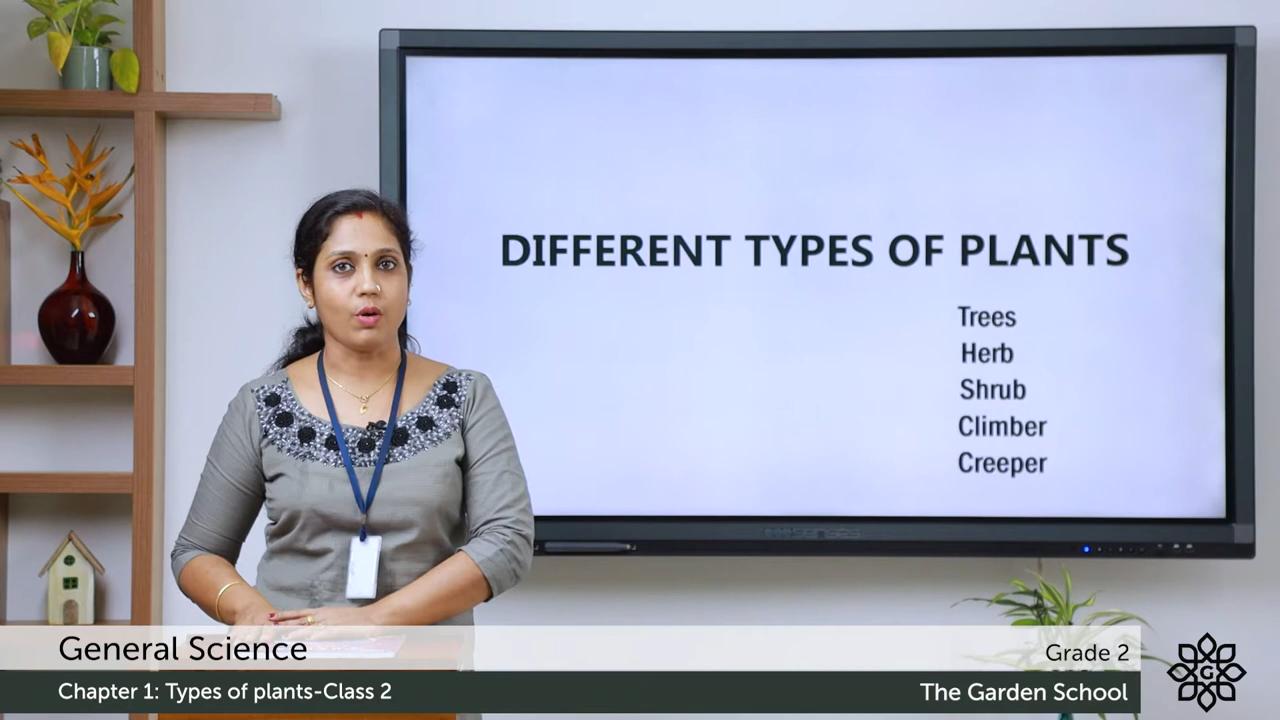 DIFFERENT TYPES OF PLANTS
Trees
Herb
Shrub
Climber
Creeper
General Science
Grade 2
Chapter 1: Types of plants-Class 2
The Garden School
G